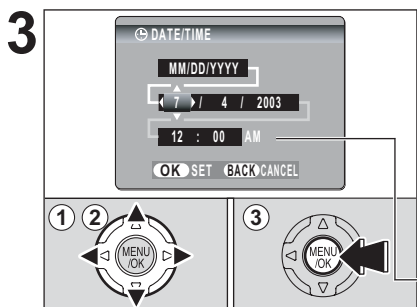 3
DATE/TIME
MM/DD/YYYY
7 / 4 / 2003
12 : 00 AM
OK SET BACK CANCEL
1 2
MENU
/OK
3
MENU
/OK